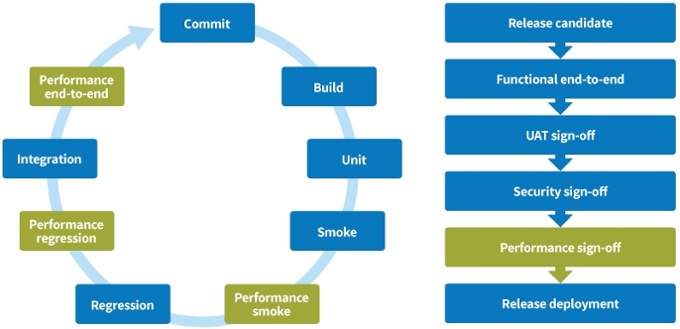 Commit
Build
Unit
Smoke
Performance
smoke
Regression
Performance
regression
Integration
Performance
end-to-end
Release candidate
Functional end-to-end
UAT sign-off
Security sign-off
Performance sign-off
Release deployment